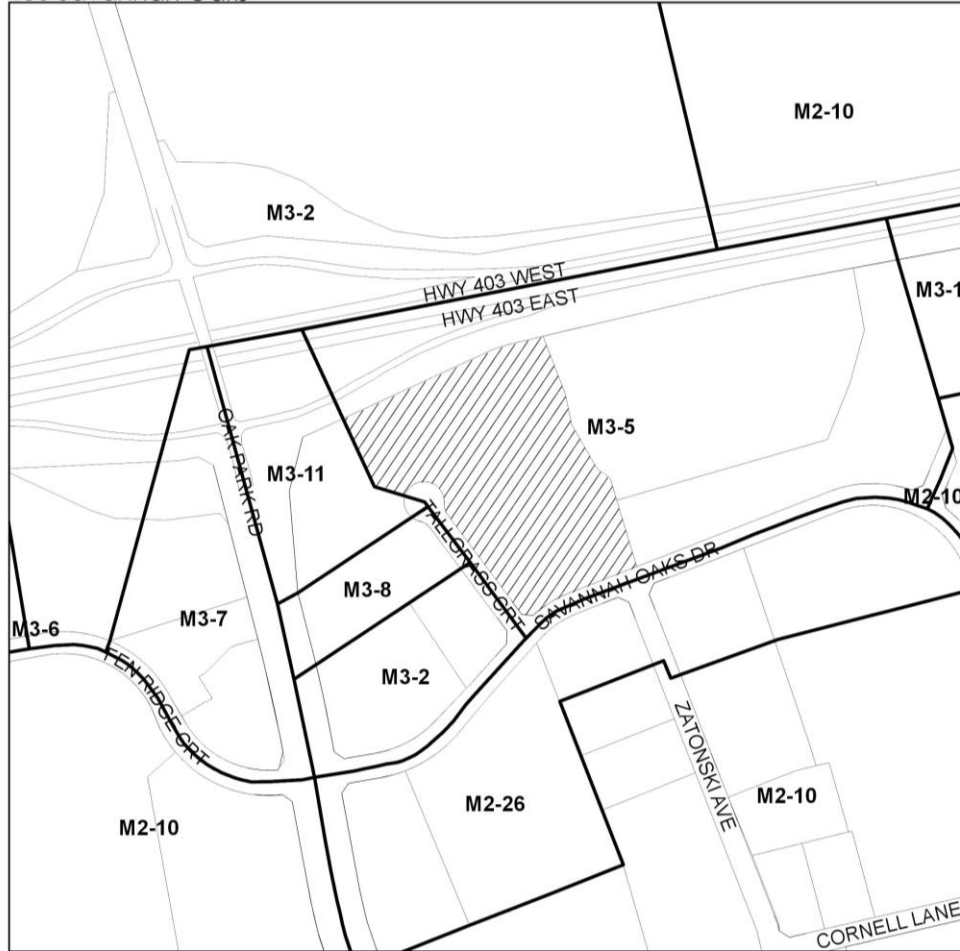 M2-10
M3-2
HWY 403 WEST
HWY 403 EAST
M3-1
OAK PARK RD
M3-5
M3-11
M2-10
TALLGRASS CRT
SAVANNAH OAKS DR
M3-8
M3-7
M3-6
M3-2
FEN RIDGE CRT
ZATONSKI AVE
M2-26
M2-10
M2-10
CORNELL LANE